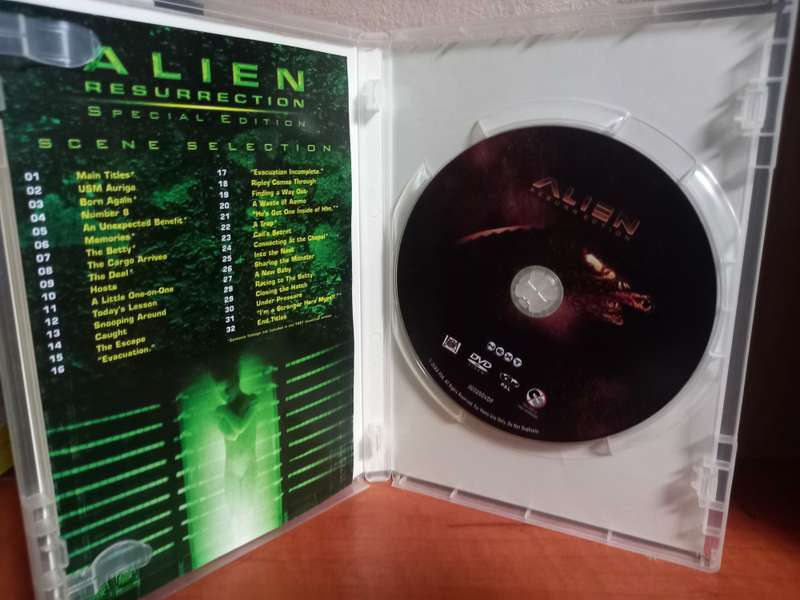 ALIEN
RESURRECTION
SPECIAL EDITION
SCENE SELECTION
01 Main Titles*
02 USM Auriga
03 Born Again*
04 Number 8
05 An Unexpected Benefit*
06 Memories*
07 The Betty*
08 The Cargo Arrives
09 The Deal*
10 Hosts
11 A Little One-on-One
12 Today's Lesson
13 Snooping Around
14 Caught
15 The Escape
16 "Evacuation."
17 "Evacuation Incomplete."
18 Ripley Comes Through
19 Finding a Way Out
20 A Waste of Ammo
21 "He's Got One Inside of Him."*
22 A Trap*
23 Call's Secret
24 Connecting at the Chapel*
25 Into the Nest
26 Sharing the Monster
27 A New Baby
28 Racing to The Betty
29 Closing the Hatch
30 Under Pressure
31 "I'm a Stranger Here Myself."*
32 End Titles
ALIEN
RESURRECTION
DVD
PAL